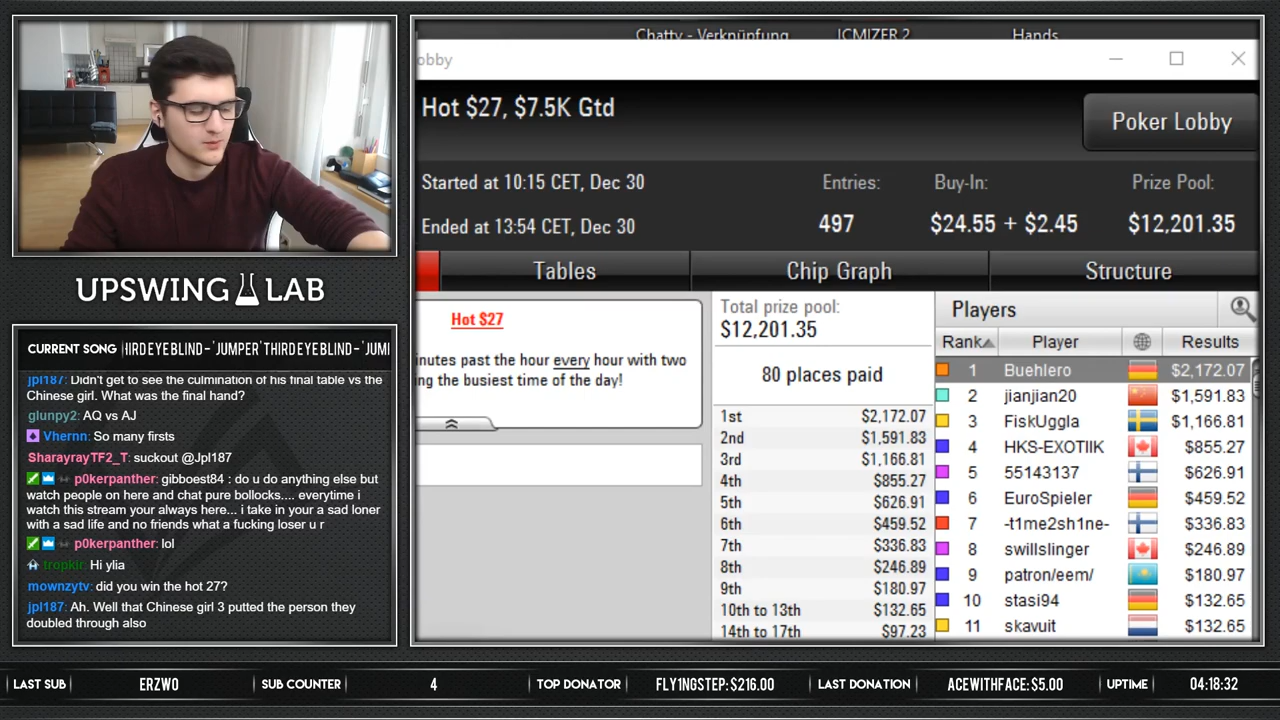 Chatty - Verknüpfung ICMIZER 2 Hands
obby
Hot $27, $7.5K Gtd
Poker Lobby
Started at 10:15 CET, Dec 30
Entries: Buy-In: Prize Pool:
Ended at 13:54 CET, Dec 30
497 $24.55 + $2.45 $12,201.35
Tables Chip Graph Structure
Hot $27
inutes past the hour every hour with two
ng the busiest time of the day!
Total prize pool:
$12,201.35
80 places paid
1st $2,172.07
2nd $1,591.83
3rd $1,166.81
4th $855.27
5th $626.91
6th $459.52
7th $336.83
8th $246.89
9th $180.97
10th to 13th $132.65
14th to 17th $97.23
Players
Rank Player Results
1 Buehlero $2,172.07
2 jianjian20 $1,591.83
3 FiskUggla $1,166.81
4 HKS-EXOTIIK $855.27
5 55143137 $626.91
6 EuroSpieler $459.52
7 -t1me2sh1ne- $336.83
8 swillslinger $246.89
9 patron/eem/ $180.97
10 stasi94 $132.65
11 skavuit $132.65
UPSWING LAB
CURRENT SONG HIRD EYE BLIND - 'JUMPER' THIRD EYE BLIND - 'JUMI
jpl187: Didn't get to see the culmination of his final table vs the
Chinese girl. What was the final hand?
glunpy2: AQ vs AJ
Vhernn: So many firsts
SharayrayTF2_T: suckout @Jpl187
p0kerpanther: gibboest84 : do u do anything else but
watch people on here and chat pure bollocks.... everytime i
watch this stream your always here... i take in your a sad loner
with a sad life and no friends what a fucking loser u r
p0kerpanther: lol
tropkir: Hi ylia
mownzytv: did you win the hot 27?
jpl187: Ah. Well that Chinese girl 3 putted the person they
doubled through also
LAST SUB ERZW0 SUB COUNTER 4 TOP DONATOR FLY1NGSTEP: $216.00 LAST DONATION ACEWITHFACE: $5.00 UPTIME 04:18:32